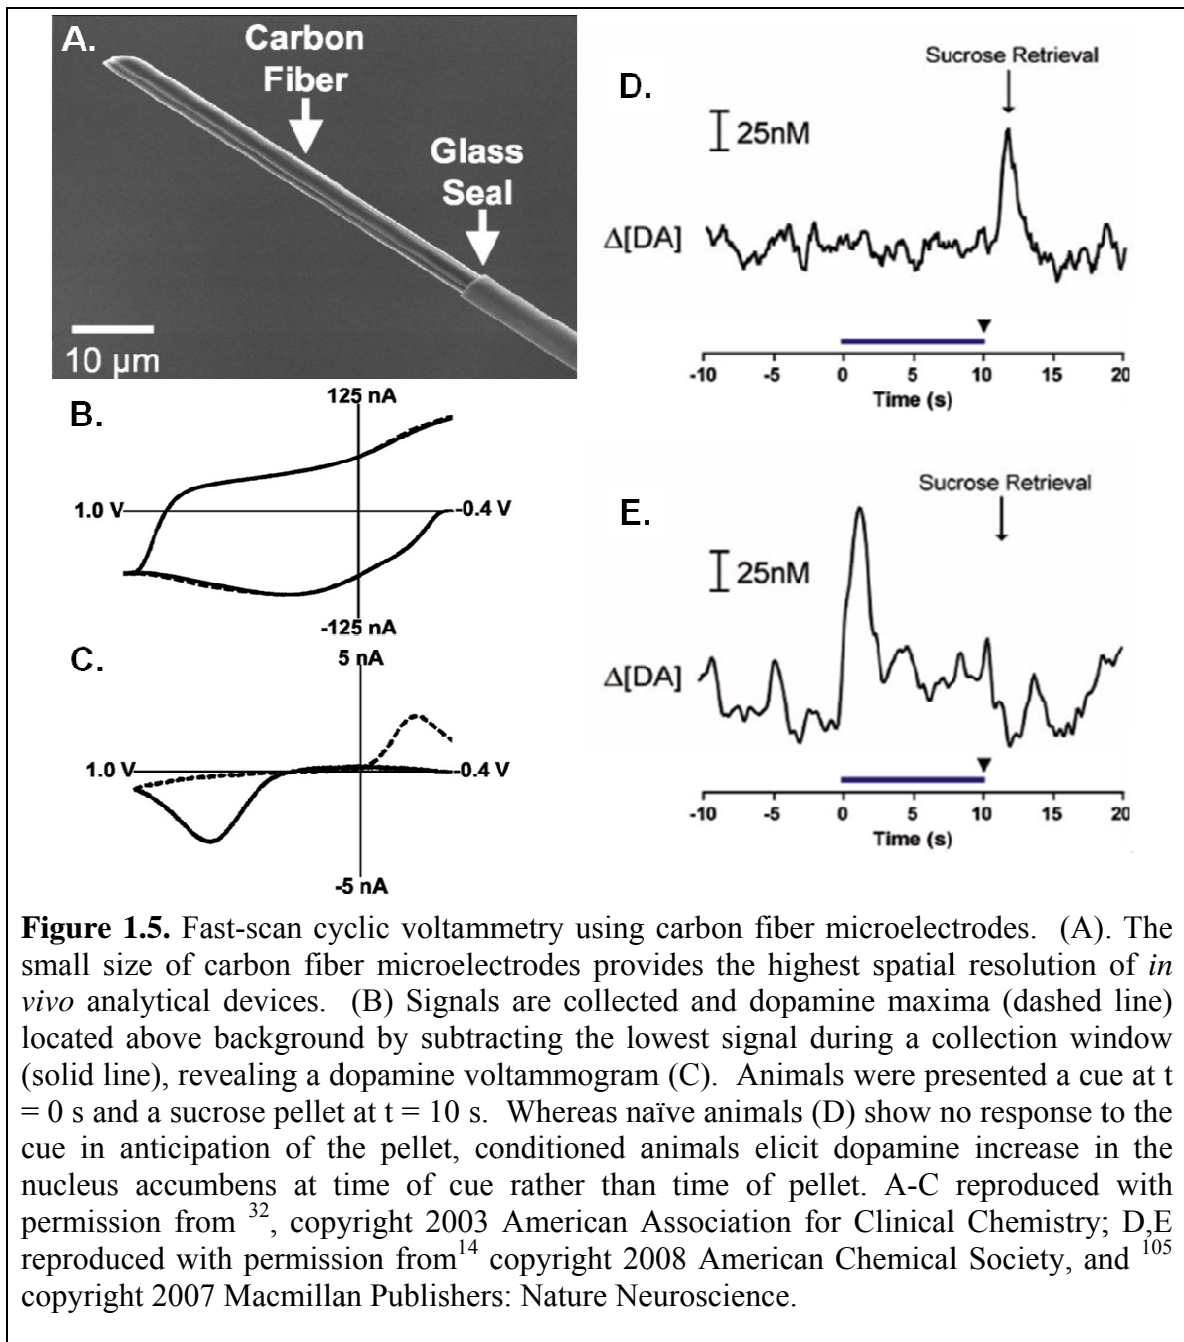 A.
Carbon
Fiber
Glass
Seal
10 µm
B.
125 nA
1.0 V
-0.4 V
-125 nA
C.
5 nA
1.0 V
-0.4 V
-5 nA
D.
Sucrose Retrieval
25nM
Δ[DA]
-10 -5 0 5 10 15 20
Time (s)
E.
Sucrose Retrieval
25nM
Δ[DA]
-10 -5 0 5 10 15 20
Time (s)
Figure 1.5. Fast-scan cyclic voltammetry using carbon fiber microelectrodes. (A). The
small size of carbon fiber microelectrodes provides the highest spatial resolution of in
vivo analytical devices. (B) Signals are collected and dopamine maxima (dashed line)
located above background by subtracting the lowest signal during a collection window
(solid line), revealing a dopamine voltammogram (C). Animals were presented a cue at t
= 0 s and a sucrose pellet at t = 10 s. Whereas naïve animals (D) show no response to the
cue in anticipation of the pellet, conditioned animals elicit dopamine increase in the
nucleus accumbens at time of cue rather than time of pellet. A-C reproduced with
permission from 32, copyright 2003 American Association for Clinical Chemistry; D,E
reproduced with permission from14 copyright 2008 American Chemical Society, and 105
copyright 2007 Macmillan Publishers: Nature Neuroscience.